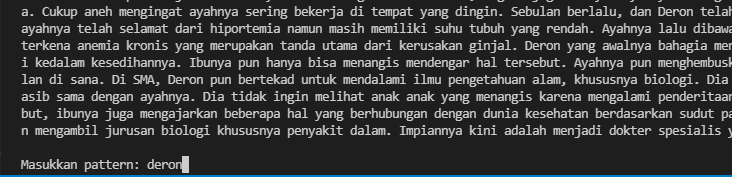 a. Cukup aneh mengingat ayahnya sering bekerja di tempat yang dingin. Sebulan berlalu, dan Deron telah
ayahnya telah selamat dari hiportemia namun masih memiliki suhu tubuh yang rendah. Ayahnya lalu dibawa
terkena anemia kronis yang merupakan tanda utama dari kerusakan ginjal. Deron yang awalnya bahagia men
i kedalam kesedihannya. Ibunya pun hanya bisa menangis mendengar hal tersebut. Ayahnya pun menghembusk
lan di sana. Di SMA, Deron pun bertekad untuk mendalami ilmu pengetahuan alam, khususnya biologi. Dia
asib sama dengan ayahnya. Dia tidak ingin melihat anak anak yang menangis karena mengalami penderitaan
but, ibunya juga mengajarkan beberapa hal yang berhubungan dengan dunia kesehatan berdasarkan sudut pa
n mengambil jurusan biologi khususnya penyakit dalam. Impiannya kini adalah menjadi dokter spesialis y
Masukkan pattern: deron